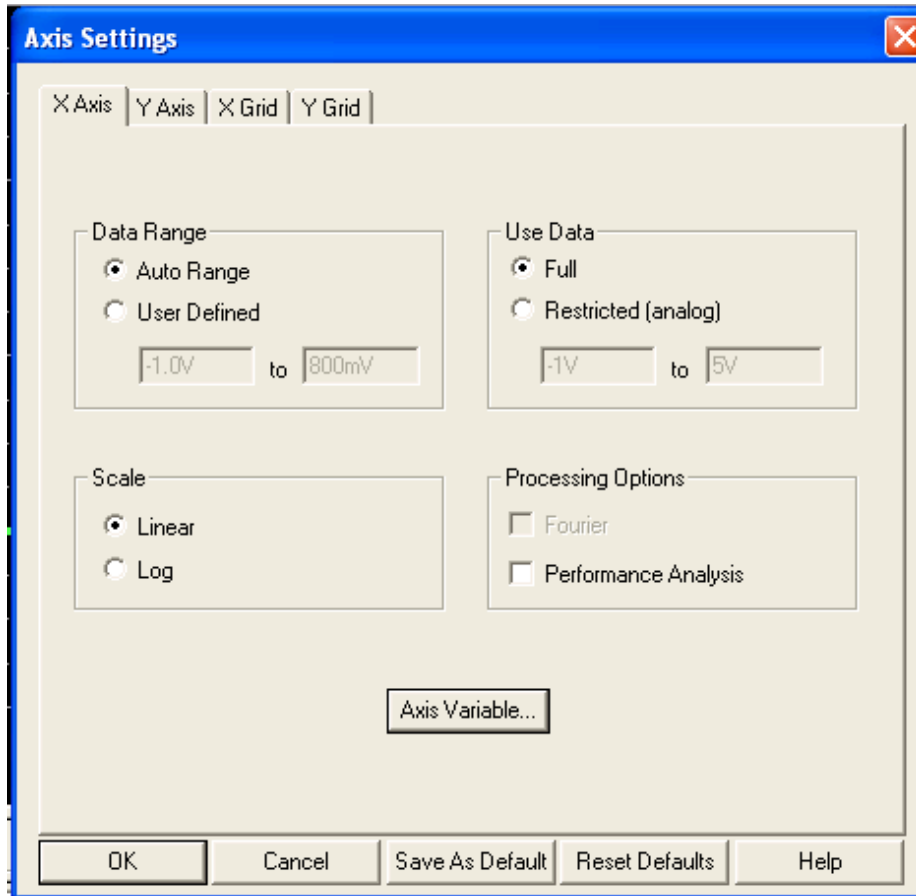 Axis Settings
X Axis Y Axis X Grid Y Grid
Data Range
Auto Range
User Defined
-1.0V to 800mV
Use Data
Full
Restricted (analog)
-1V to 5V
Scale
Linear
Log
Processing Options
Fourier
Performance Analysis
Axis Variable...
OK Cancel Save As Default Reset Defaults Help